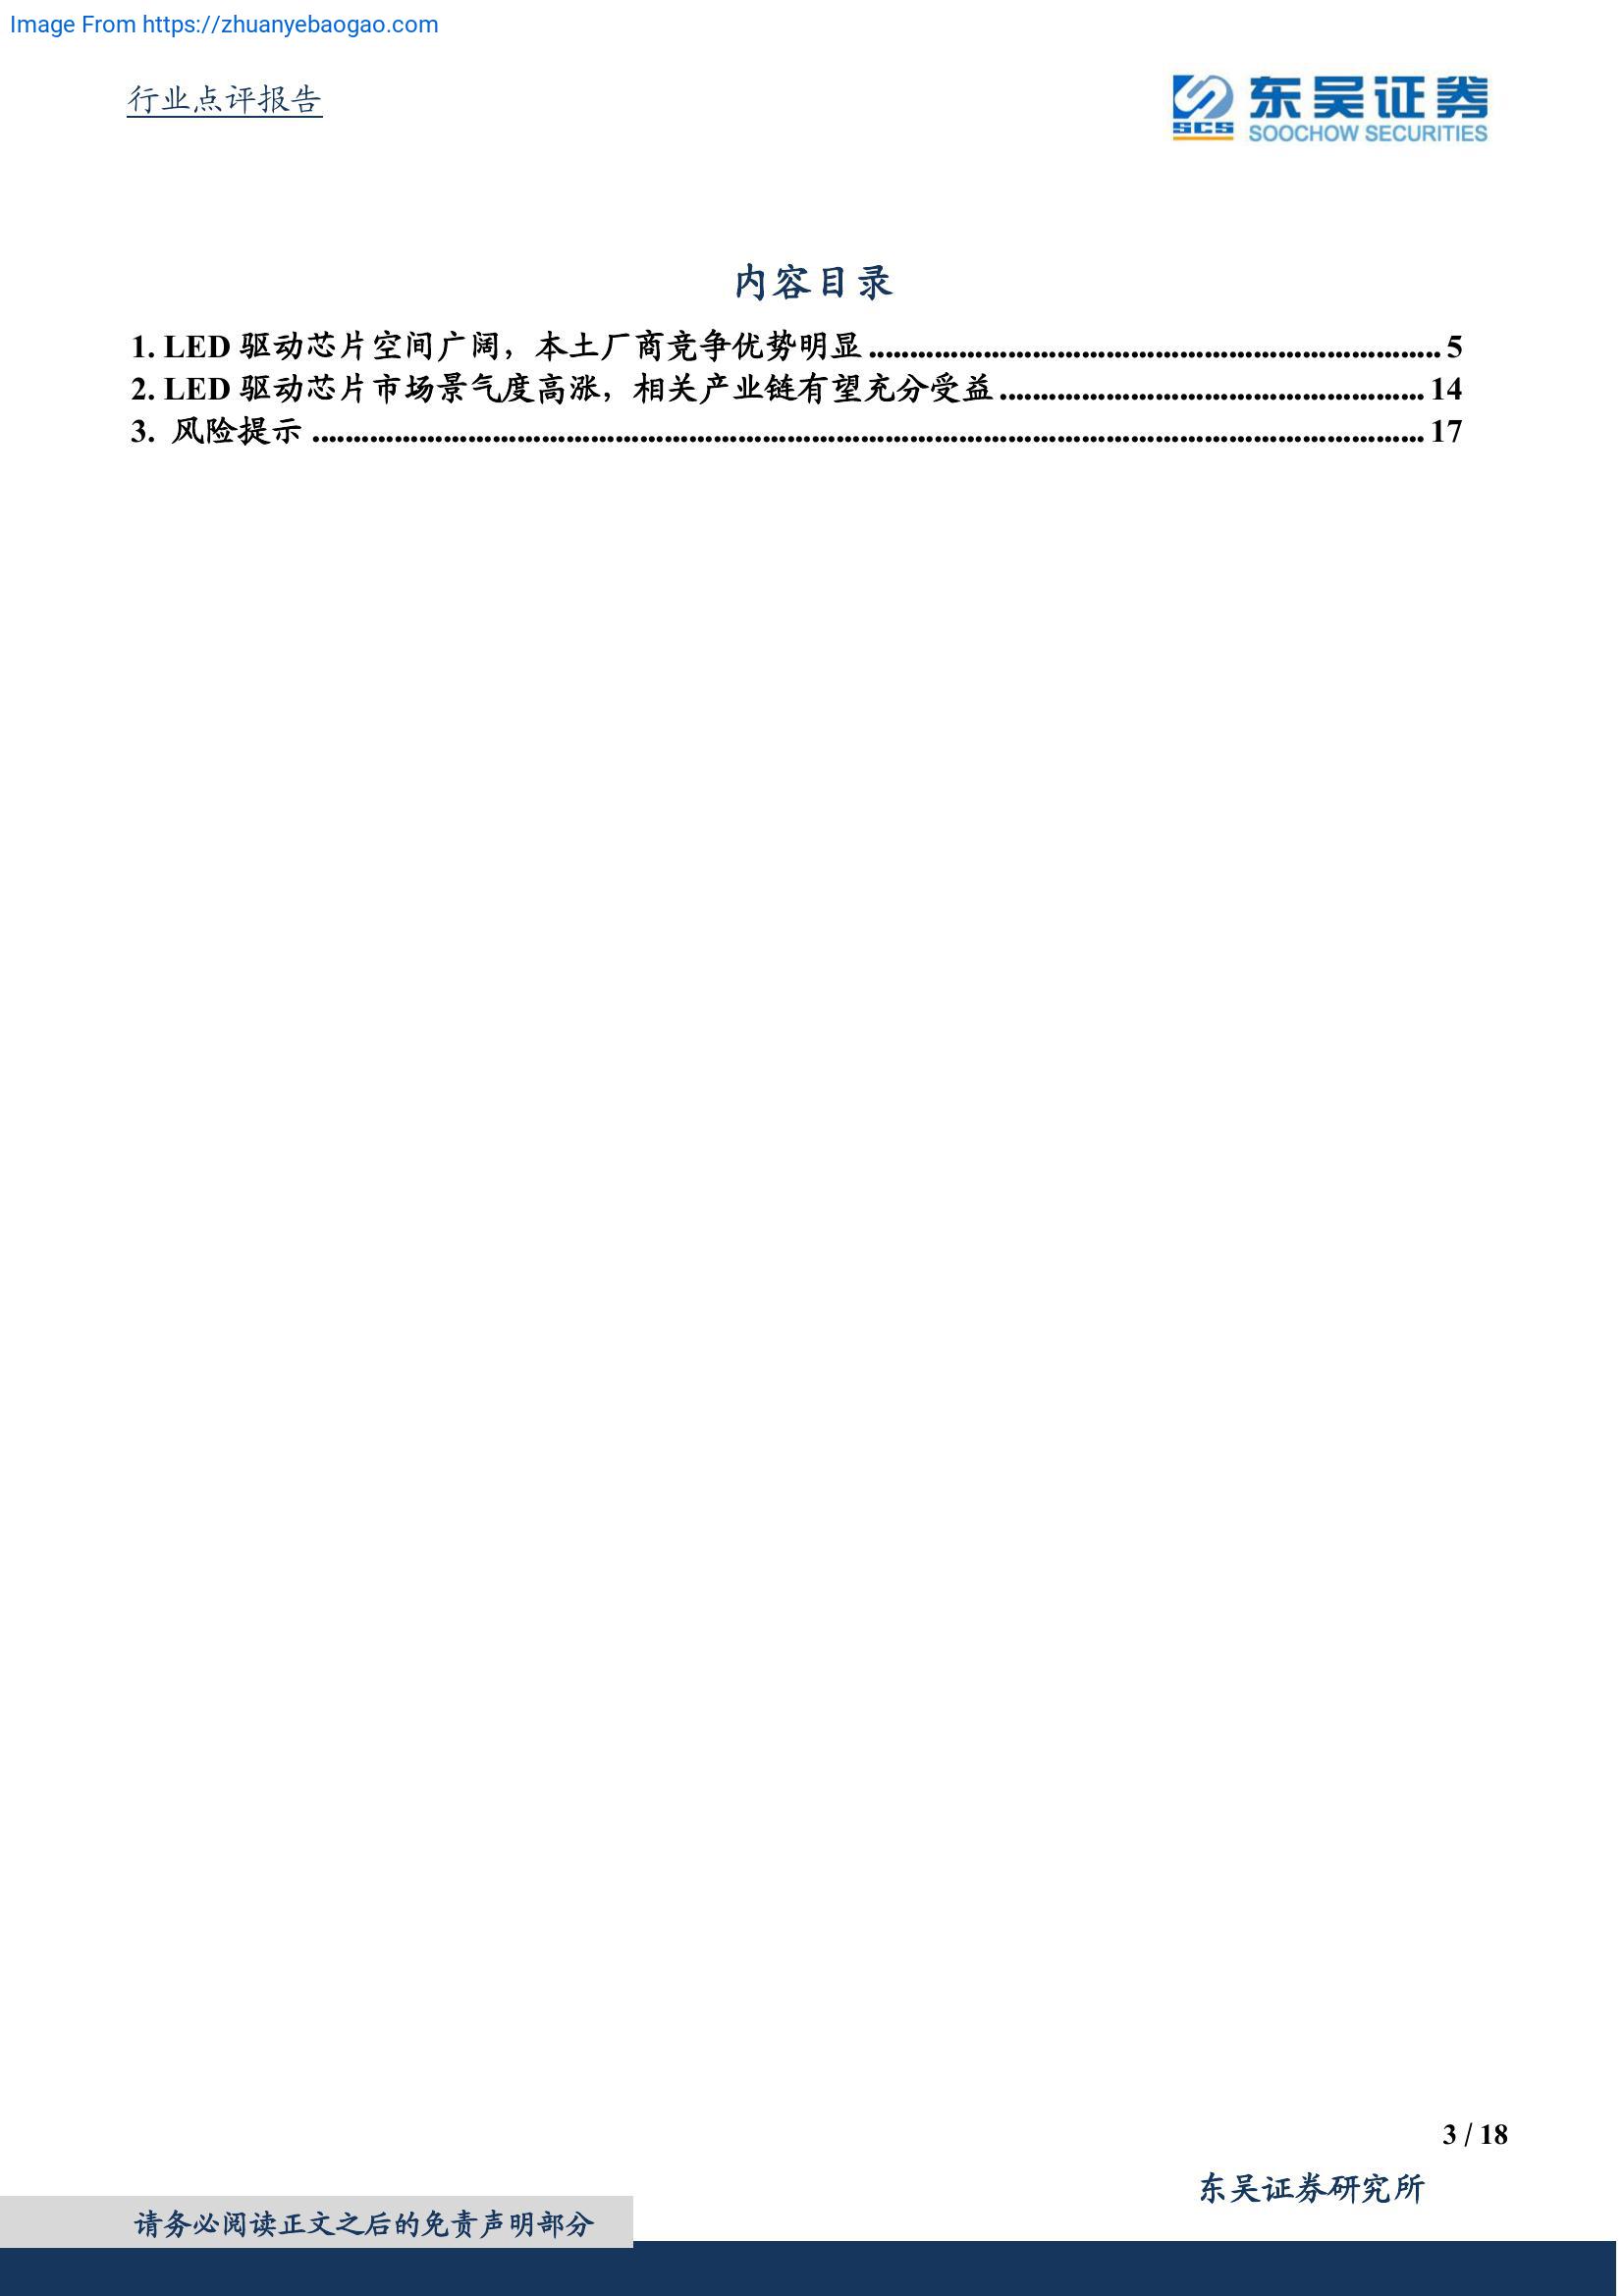 Image From https://zhuanyebaogao.com
行业点评报告
SCS 东吴证券
SOOCHOW SECURITIES
内容目录
1. LED 驱动芯片空间广阔，本土厂商竞争优势明显 5
2. LED 驱动芯片市场景气度高涨，相关产业链有望充分受益 14
3. 风险提示 17
3 / 18
东吴证券研究所
请务必阅读正文之后的免责声明部分